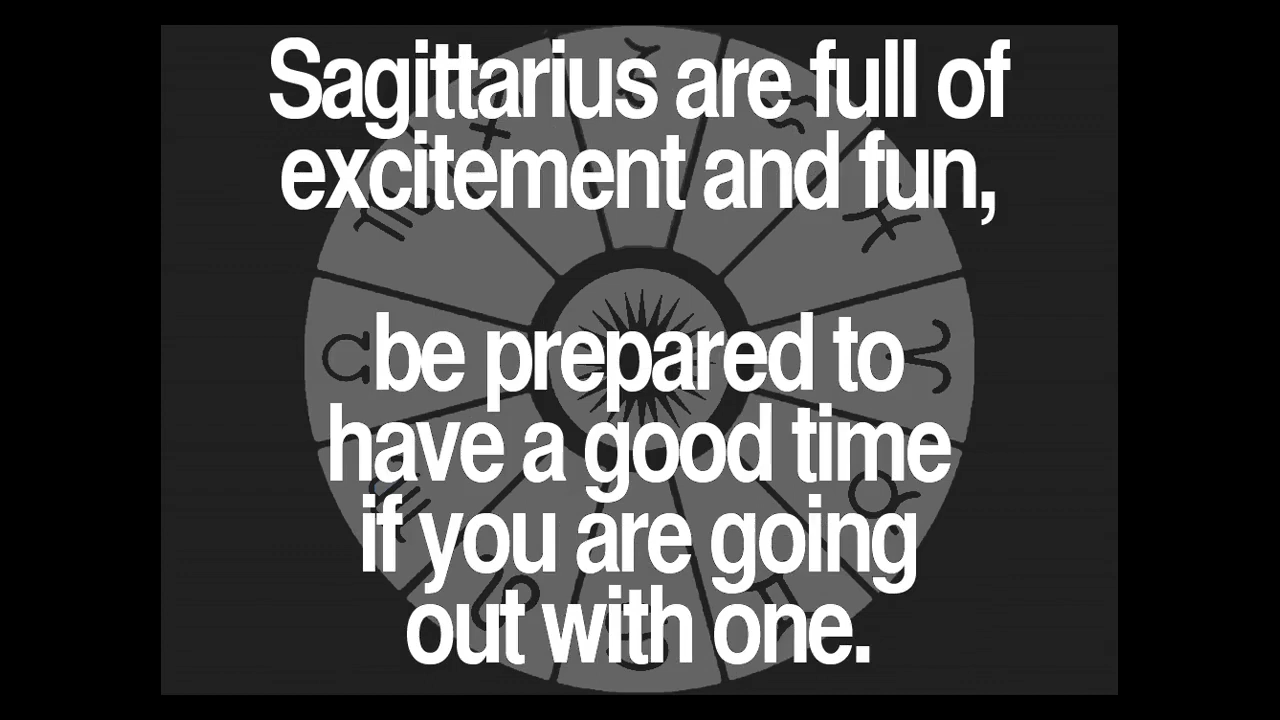 Sagittarius are full of
excitement and fun,
be prepared to
have a good time
if you are going
out with one.